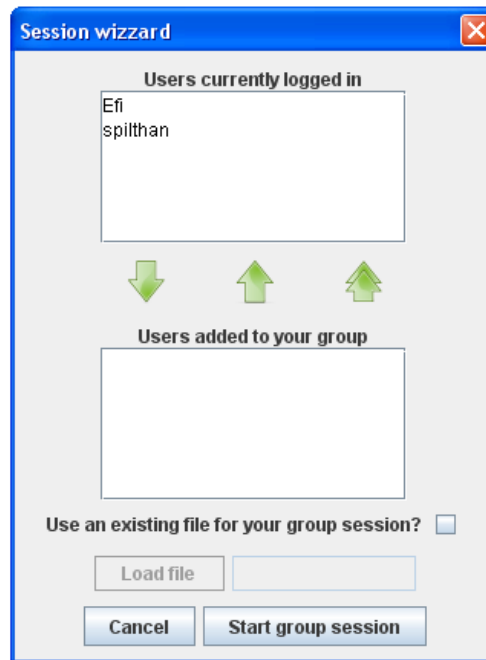 Session wizzard
Users currently logged in
Efi
spilthan
Users added to your group
Use an existing file for your group session?
Load file
Cancel Start group session